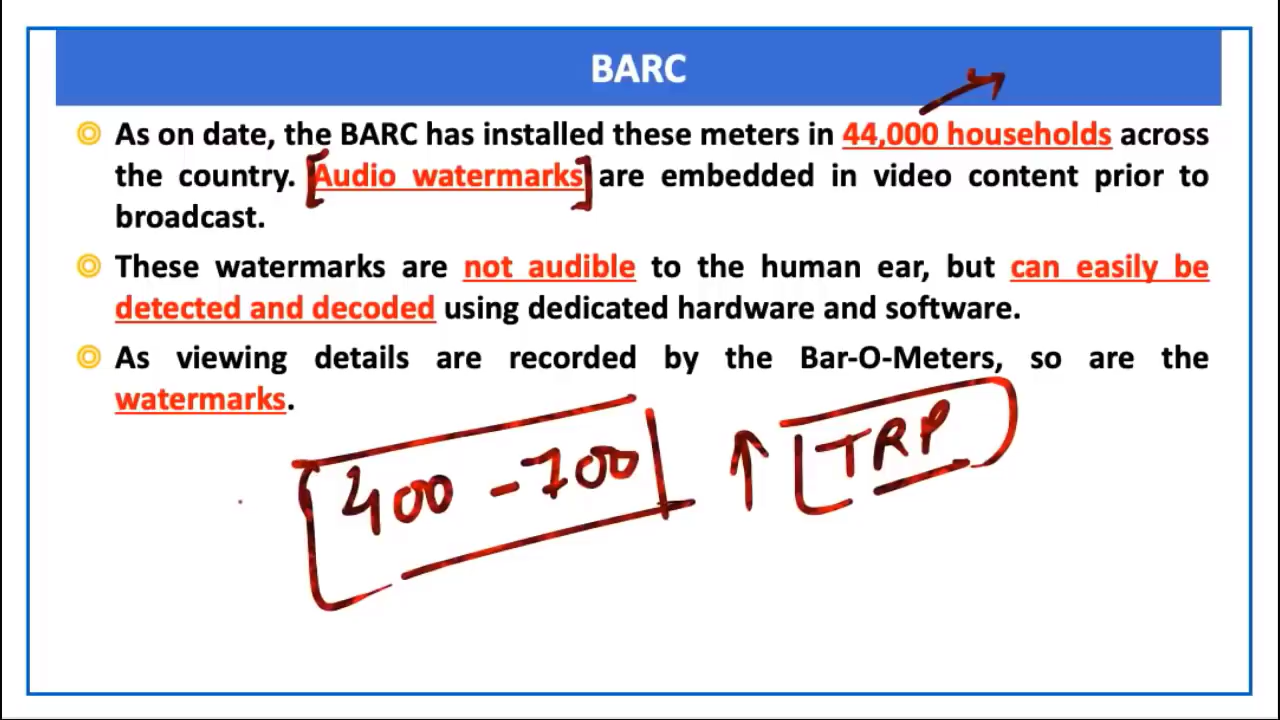 BARC
As on date, the BARC has installed these meters in 44,000 households across
the country. Audio watermarks are embedded in video content prior to
broadcast.
These watermarks are not audible to the human ear, but can easily be
detected and decoded using dedicated hardware and software.
As viewing details are recorded by the Bar-O-Meters, so are the
watermarks.
400 - 700 ↑ TRP